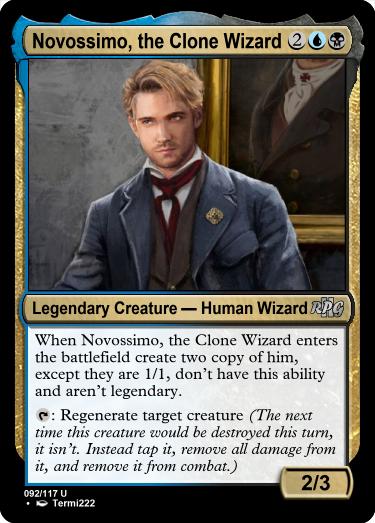 Novossimo, the Clone Wizard 2
Legendary Creature — Human Wizard RPG
When Novossimo, the Clone Wizard enters
the battlefield create two copy of him,
except they are 1/1, don't have this ability
and aren't legendary.
: Regenerate target creature (The next
time this creature would be destroyed this turn,
it isn't. Instead tap it, remove all damage from
it, and remove it from combat.)
2/3
092/117 U
• Termi222